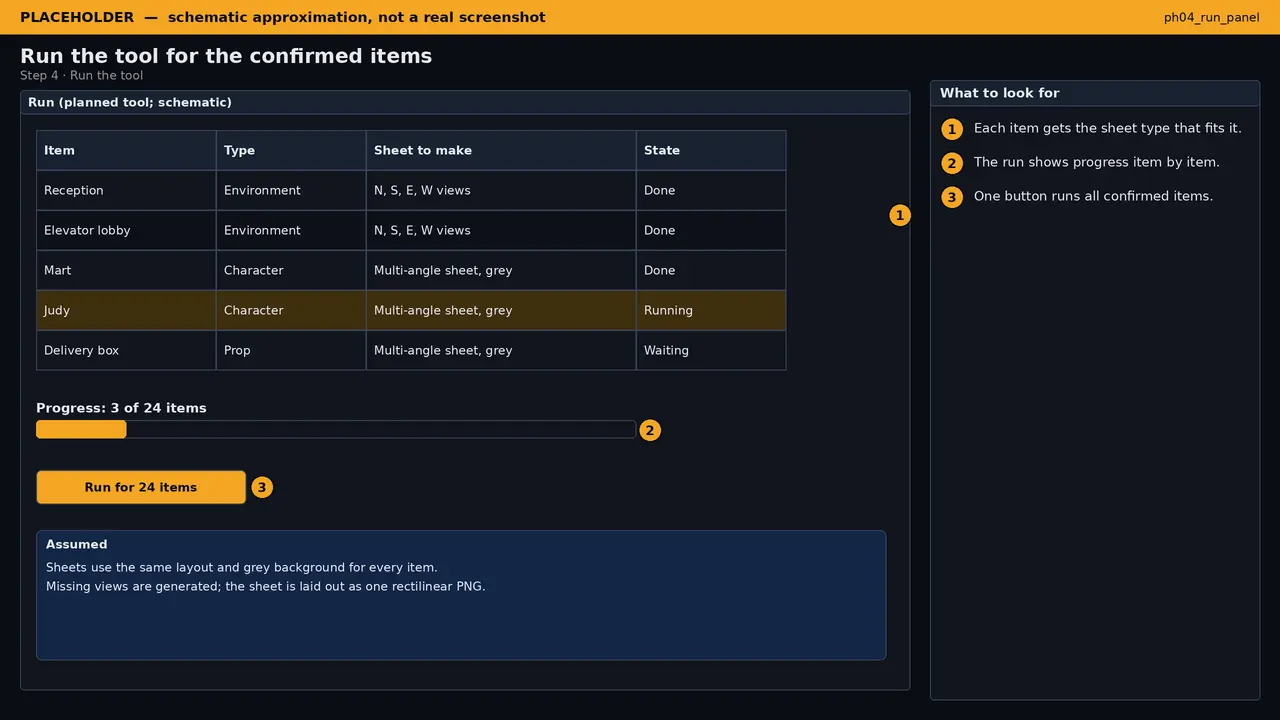 PLACEHOLDER — schematic approximation, not a real screenshot
ph04_run_panel
Run the tool for the confirmed items
Step 4 · Run the tool
Run (planned tool; schematic)
Item Type Sheet to make State
Reception Environment N, S, E, W views Done
Elevator lobby Environment N, S, E, W views Done
Mart Character Multi-angle sheet, grey Done
Judy Character Multi-angle sheet, grey Running
Delivery box Prop Multi-angle sheet, grey Waiting
1
Progress: 3 of 24 items
2
Run for 24 items
3
Assumed
Sheets use the same layout and grey background for every item.
Missing views are generated; the sheet is laid out as one rectilinear PNG.
What to look for
1 Each item gets the sheet type that fits it.
2 The run shows progress item by item.
3 One button runs all confirmed items.